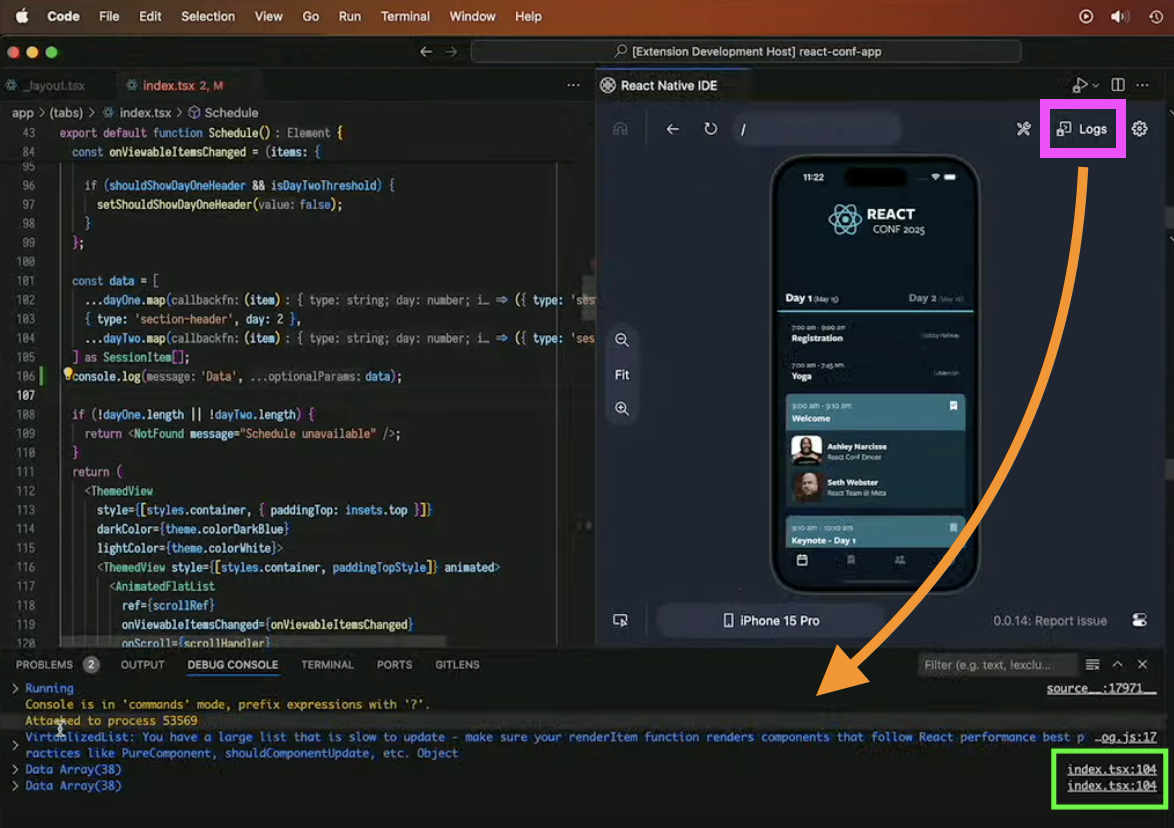 Code File Edit Selection View Go Run Terminal Window Help
[Extension Development Host] react-conf-app
_layout.tsx
index.tsx 2, M
app > (tabs) > index.tsx > Schedule
43 export default function Schedule() : Element {
84 const onViewableItemsChanged = (items: {
95
96 if (shouldShowDayOneHeader && isDayTwoThreshold) {
97 setShouldShowDayOneHeader(value: false);
98 }
99 };
100
101 const data = [
102 ...dayOne.map(callbackfn: (item) : { type: string; day: number; i… ⇒ ({ type: 'ses
103 { type: 'section-header', day: 2 },
104 ...dayTwo.map(callbackfn: (item) : { type: string; day: number; i… ⇒ ({ type: 'ses
105 ] as SessionItem[];
106 console.log(message: 'Data', ...optionalParams: data);
107
108 if (!dayOne.length || !dayTwo.length) {
109 return <NotFound message="Schedule unavailable" />;
110 }
111 return (
112 <ThemedView
113 style={[styles.container, { paddingTop: insets.top }]}
114 darkColor={theme.colorDarkBlue}
115 lightColor={theme.colorWhite}>
116 <ThemedView style={[styles.container, paddingTopStyle]} animated>
117 <AnimatedFlatList
118 ref={scrollRef}
119 onViewableItemsChanged={onViewableItemsChanged}
120 onScroll={scrollHandler}
React Native IDE
/
Logs
11:22
REACT
CONF 2025
Day 1 (May 15)
Day 2 (May 16)
7:00 am - 9:00 am
Registration
Lobby Hallway
7:00 am - 7:45 am
Yoga
9:00 am - 9:10 am
Welcome
Ashley Narcisse
React Conf Emcee
Seth Webster
React Team @ Meta
9:10 am - 10:10 am
Keynote - Day 1
Fit
iPhone 15 Pro
0.0.14: Report issue
PROBLEMS 2 OUTPUT DEBUG CONSOLE TERMINAL PORTS GITLENS
Filter (e.g. text, !exclu...
> Running
source__:17971__
Console is in 'commands' mode, prefix expressions with '?'.
Attached to process 53569
VirtualizedList: You have a large list that is slow to update - make sure your renderItem function renders components that follow React performance best p …og.js:17
> ractices like PureComponent, shouldComponentUpdate, etc. Object
> Data Array(38) index.tsx:104
> Data Array(38) index.tsx:104